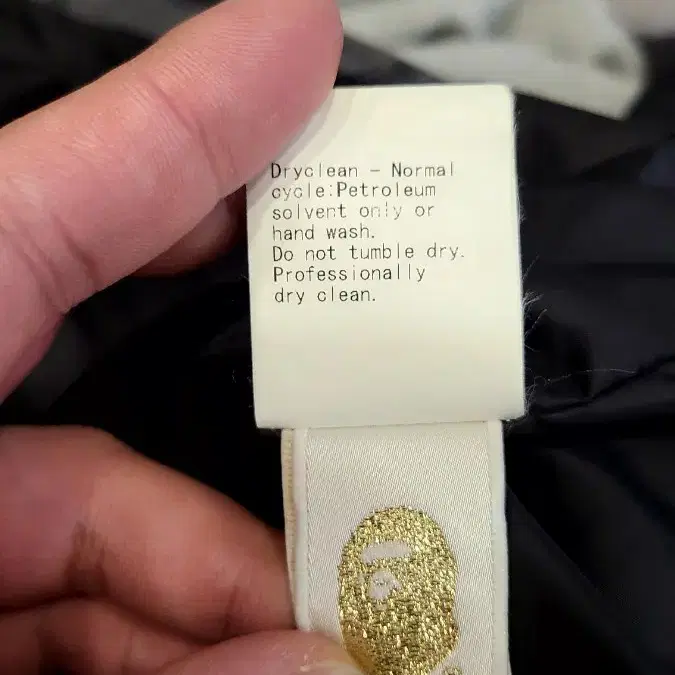 Dryclean - Normal
cycle:Petroleum
solvent only or
hand wash.
Do not tumble dry.
Professionally
dry clean.